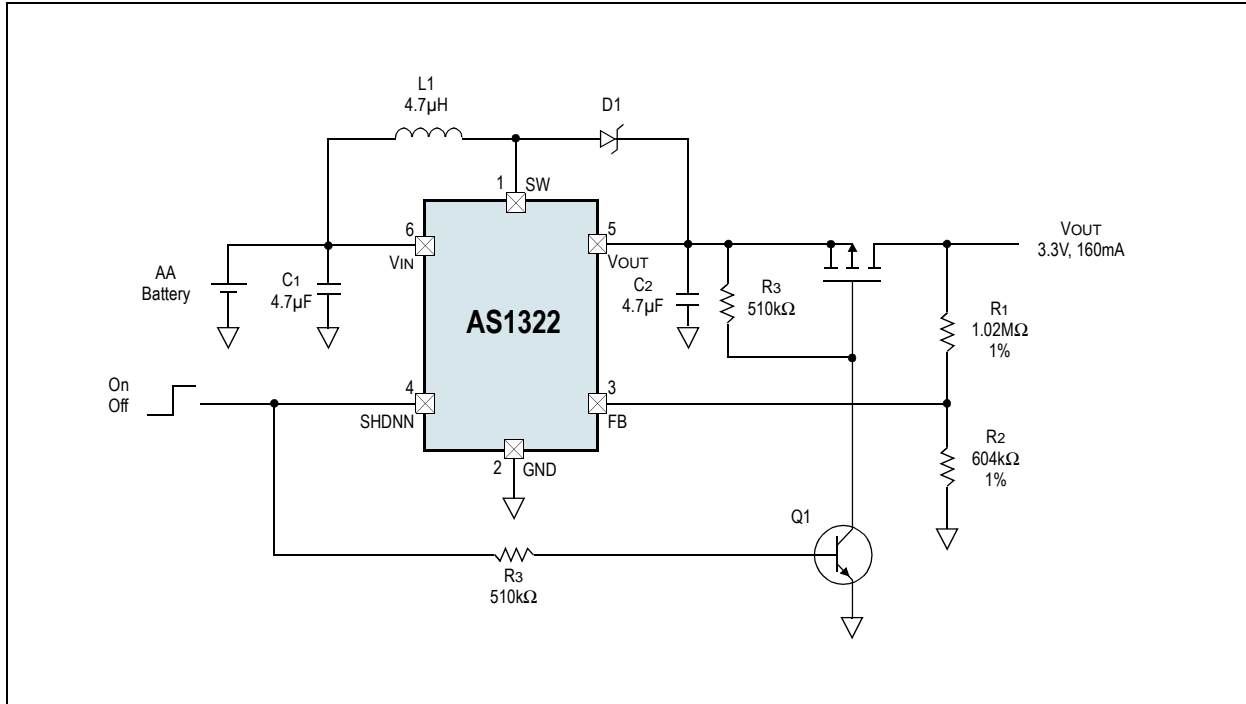 L1
4.7µH
D1
1 SW
6
VIN
5
VOUT
AA
Battery
C1
4.7µF
C2
4.7µF
R3
510kΩ
VOUT
3.3V, 160mA
AS1322
R1
1.02MΩ
1%
On
Off
4
SHDNN
3
FB
R2
604kΩ
1%
2 GND
Q1
R3
510kΩ